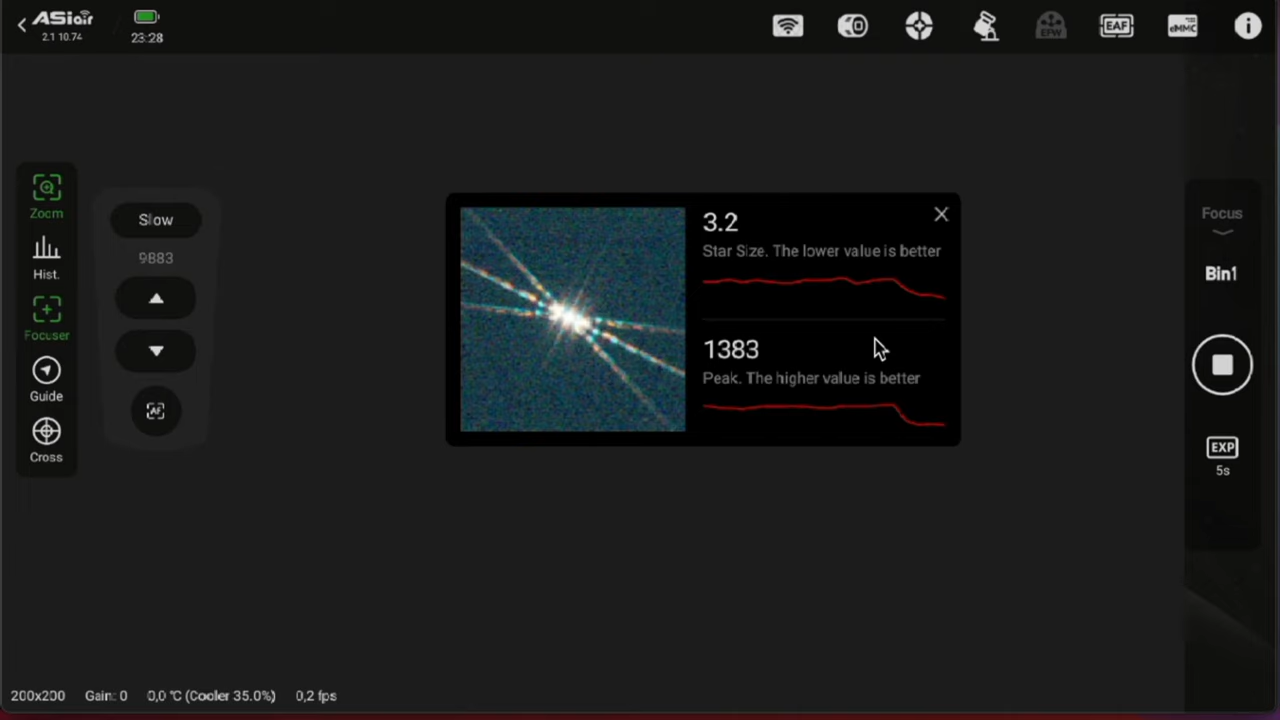 ASIair
2.1 10.74
23:28
EFW
EAF
eMMC
Zoom
Hist.
Focuser
Guide
Cross
Slow
9883
AF
3.2
Star Size. The lower value is better
1383
Peak. The higher value is better
Focus
Bin1
EXP
5s
200x200 Gain: 0 0,0 °C (Cooler 35.0%) 0,2 fps